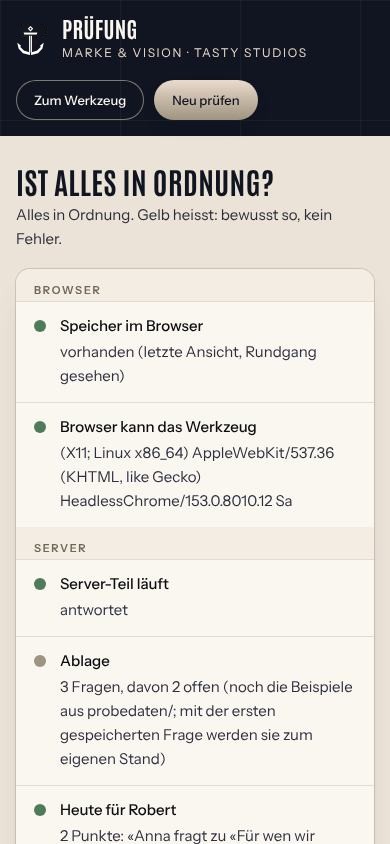 PRÜFUNG
MARKE & VISION · TASTY STUDIOS
Zum Werkzeug
Neu prüfen
IST ALLES IN ORDNUNG?
Alles in Ordnung. Gelb heisst: bewusst so, kein
Fehler.
BROWSER
Speicher im Browser
vorhanden (letzte Ansicht, Rundgang
gesehen)
Browser kann das Werkzeug
(X11; Linux x86_64) AppleWebKit/537.36
(KHTML, like Gecko)
HeadlessChrome/153.0.8010.12 Sa
SERVER
Server-Teil läuft
antwortet
Ablage
3 Fragen, davon 2 offen (noch die Beispiele
aus probedaten/; mit der ersten
gespeicherten Frage werden sie zum
eigenen Stand)
Heute für Robert
2 Punkte: «Anna fragt zu «Für wen wir